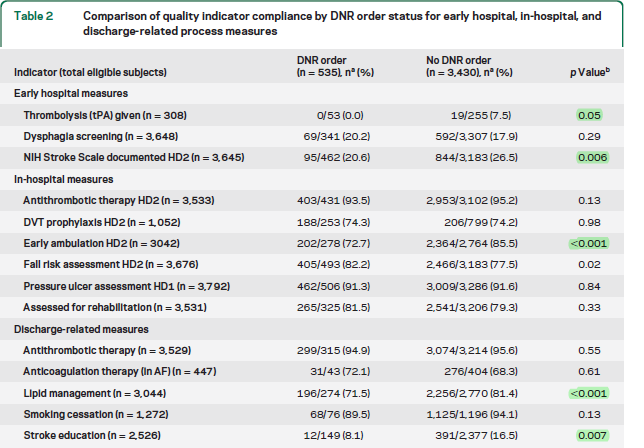 Table 2 Comparison of quality indicator compliance by DNR order status for early hospital, in-hospital, and
discharge-related process measures
DNR order No DNR order
Indicator (total eligible subjects) (n = 535), nᵃ (%) (n = 3,430), nᵃ (%) p Valueᵇ
Early hospital measures
Thrombolysis (tPA) given (n = 308) 0/53 (0.0) 19/255 (7.5) 0.05
Dysphagia screening (n = 3,648) 69/341 (20.2) 592/3,307 (17.9) 0.29
NIH Stroke Scale documented HD2 (n = 3,645) 95/462 (20.6) 844/3,183 (26.5) 0.006
In-hospital measures
Antithrombotic therapy HD2 (n = 3,533) 403/431 (93.5) 2,953/3,102 (95.2) 0.13
DVT prophylaxis HD2 (n = 1,052) 188/253 (74.3) 206/799 (74.2) 0.98
Early ambulation HD2 (n = 3042) 202/278 (72.7) 2,364/2,764 (85.5) <0.001
Fall risk assessment HD2 (n = 3,676) 405/493 (82.2) 2,466/3,183 (77.5) 0.02
Pressure ulcer assessment HD1 (n = 3,792) 462/506 (91.3) 3,009/3,286 (91.6) 0.84
Assessed for rehabilitation (n = 3,531) 265/325 (81.5) 2,541/3,206 (79.3) 0.33
Discharge-related measures
Antithrombotic therapy (n = 3,529) 299/315 (94.9) 3,074/3,214 (95.6) 0.55
Anticoagulation therapy (in AF) (n = 447) 31/43 (72.1) 276/404 (68.3) 0.61
Lipid management (n = 3,044) 196/274 (71.5) 2,256/2,770 (81.4) <0.001
Smoking cessation (n = 1,272) 68/76 (89.5) 1,125/1,196 (94.1) 0.13
Stroke education (n = 2,526) 12/149 (8.1) 391/2,377 (16.5) 0.007